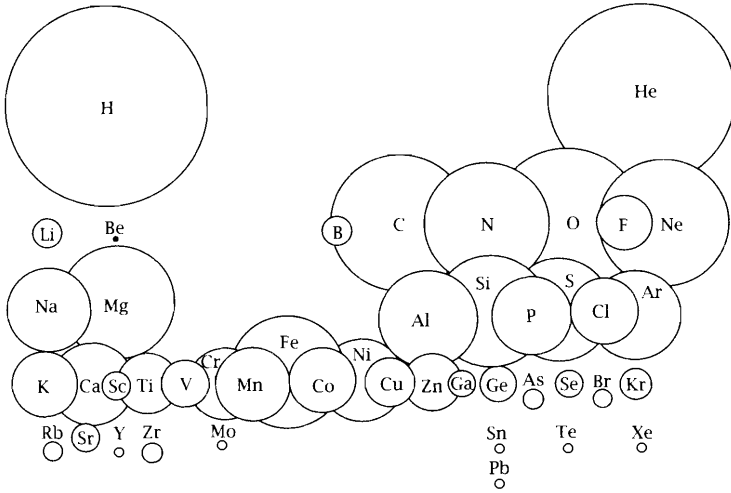 H He
Li Be B C N O F Ne
Na Mg Al Si P S Cl Ar
K Ca Sc Ti V Cr Mn Fe Co Ni Cu Zn Ga Ge As Se Br Kr
Rb Sr Y Zr Mo Sn Te Xe
Pb